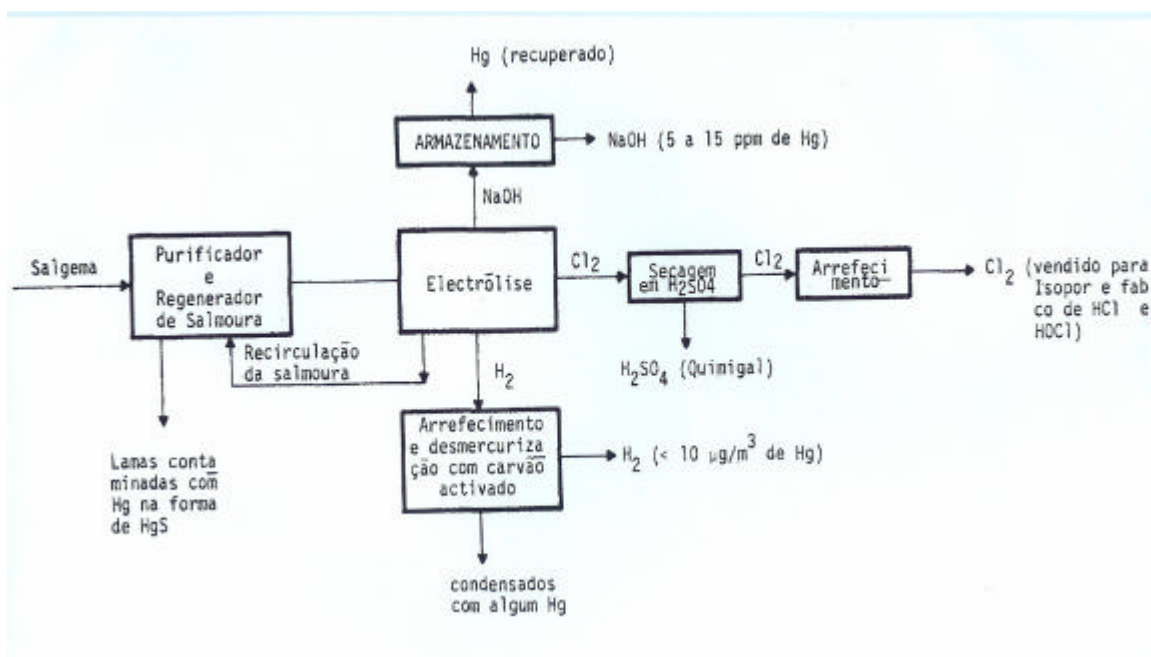 Hg (recuperado)
ARMAZENAMENTO
NaOH (5 a 15 ppm de Hg)
NaOH
Salgema
Purificador
e
Regenerador
de Salmoura
Electrólise
Cl2
Secagem
em H2SO4
Cl2
Arrefeci
mento
Cl2 (vendido para
Isopor e fab
co de HCl e
HOCl)
Recirculação
da salmoura
H2
H2SO4 (Quimigal)
Arrefecimento
e desmercuriza
ção com carvão
activado
H2 (< 10 µg/m3 de Hg)
Lamas conta
minadas com
Hg na forma
de HgS
condensados
com algum Hg